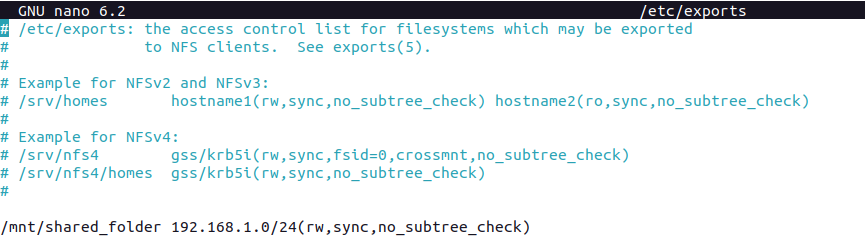 GNU nano 6.2 /etc/exports
# /etc/exports: the access control list for filesystems which may be exported
#               to NFS clients.  See exports(5).
#
# Example for NFSv2 and NFSv3:
# /srv/homes       hostname1(rw,sync,no_subtree_check) hostname2(ro,sync,no_subtree_check)
#
# Example for NFSv4:
# /srv/nfs4        gss/krb5i(rw,sync,fsid=0,crossmnt,no_subtree_check)
# /srv/nfs4/homes  gss/krb5i(rw,sync,no_subtree_check)
#
/mnt/shared_folder 192.168.1.0/24(rw,sync,no_subtree_check)